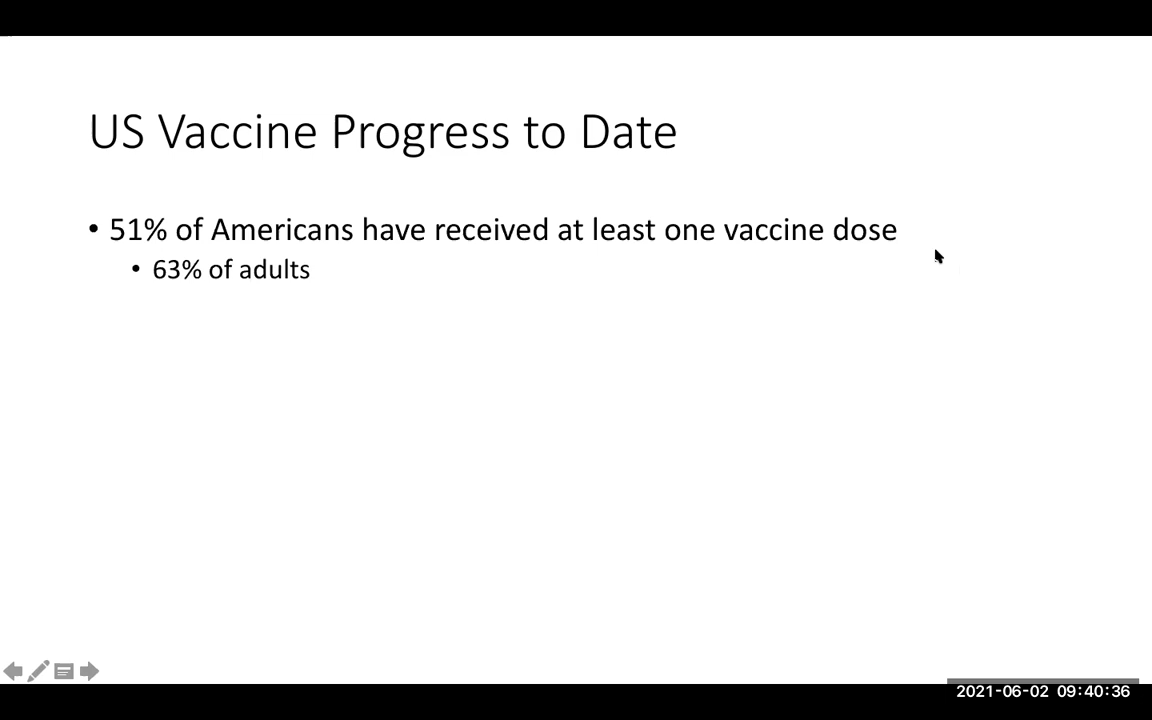 US Vaccine Progress to Date
• 51% of Americans have received at least one vaccine dose
• 63% of adults
2021-06-02 09:40:36